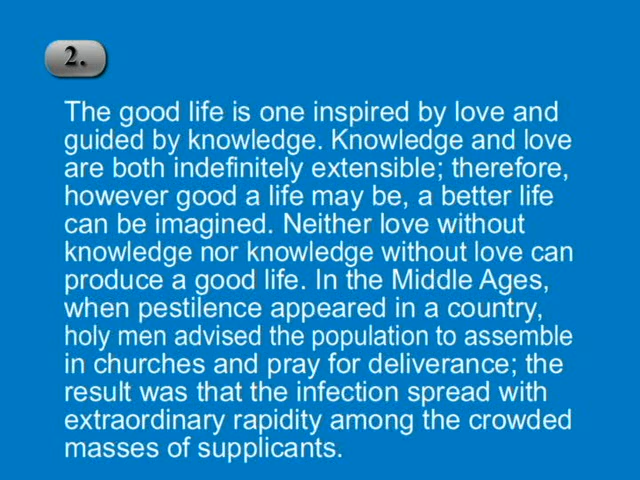 2.
The good life is one inspired by love and
guided by knowledge. Knowledge and love
are both indefinitely extensible; therefore,
however good a life may be, a better life
can be imagined. Neither love without
knowledge nor knowledge without love can
produce a good life. In the Middle Ages,
when pestilence appeared in a country,
holy men advised the population to assemble
in churches and pray for deliverance; the
result was that the infection spread with
extraordinary rapidity among the crowded
masses of supplicants.